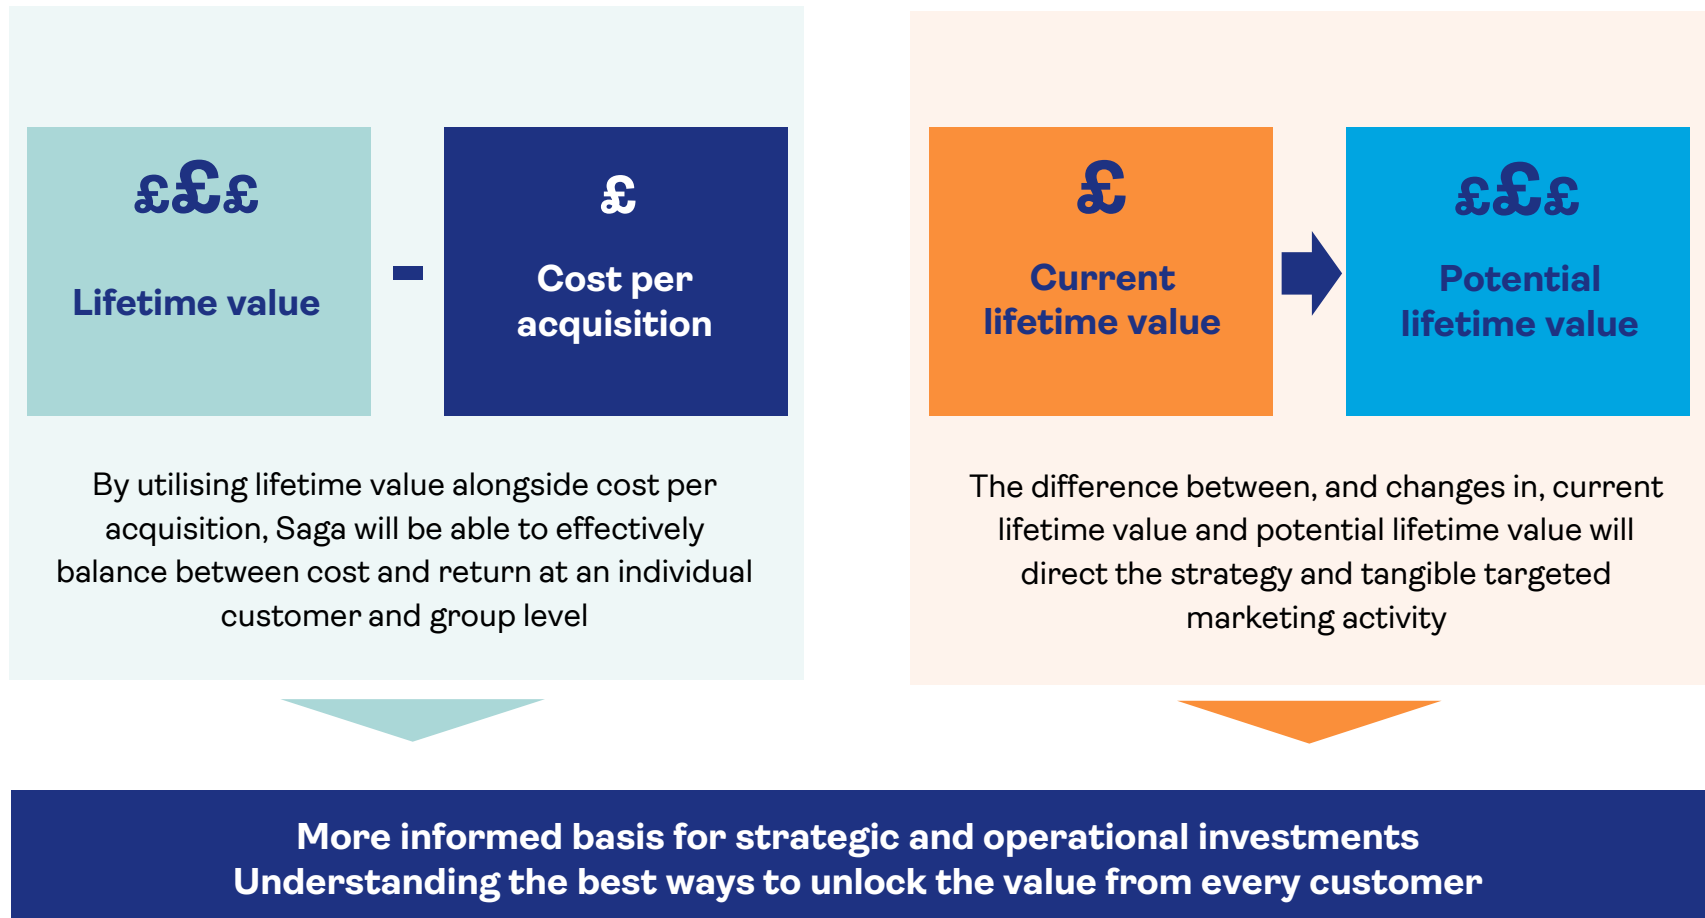 £££
Lifetime value
-
£
Cost per
acquisition
By utilising lifetime value alongside cost per
acquisition, Saga will be able to effectively
balance between cost and return at an individual
customer and group level
£
Current
lifetime value
£££
Potential
lifetime value
The difference between, and changes in, current
lifetime value and potential lifetime value will
direct the strategy and tangible targeted
marketing activity
More informed basis for strategic and operational investments
Understanding the best ways to unlock the value from every customer